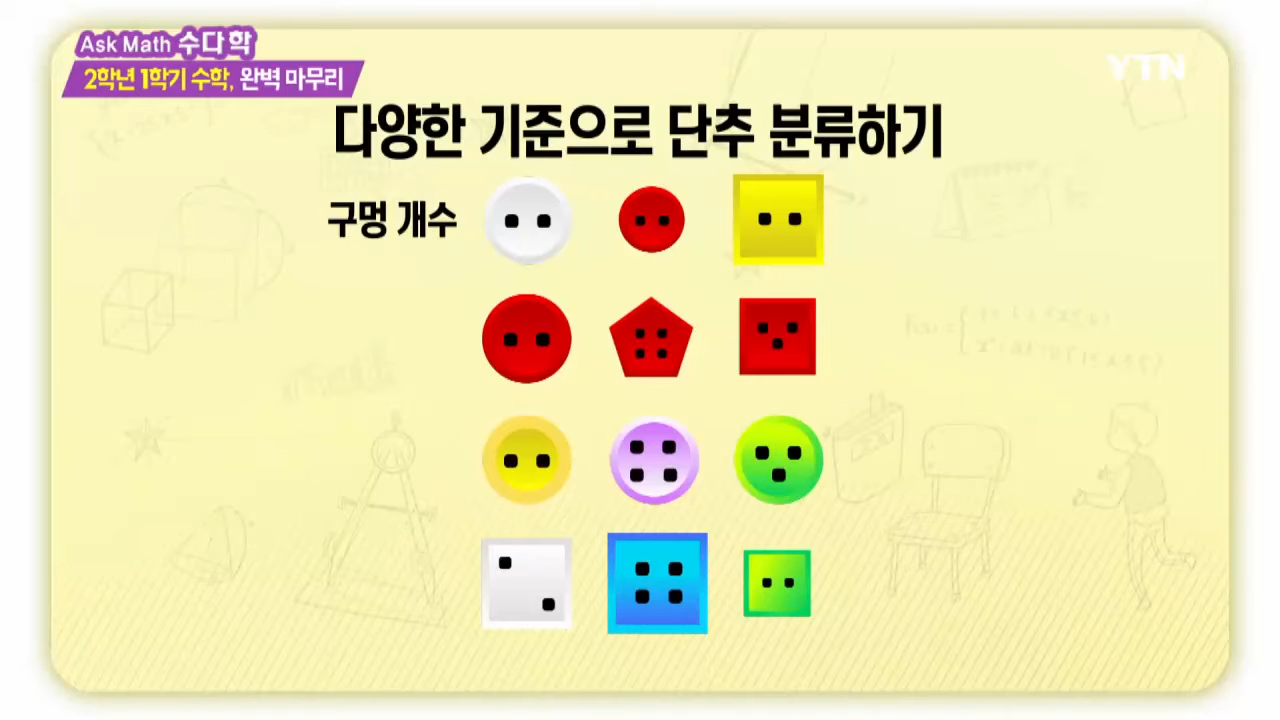 Ask Math 수다학
2학년 1학기 수학, 완벽 마무리
YTN
다양한 기준으로 단추 분류하기
구멍 개수